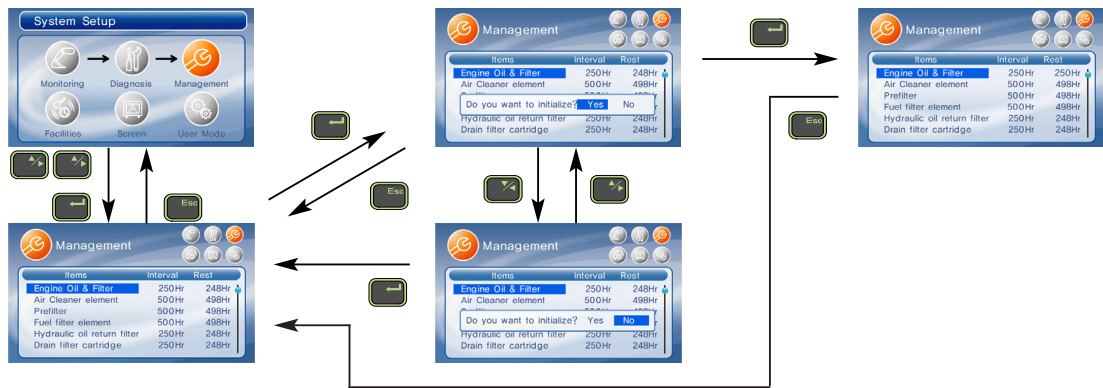 System Setup
Monitoring
Diagnosis
Management
Facilities
Screen
User Mode
Esc
Management
Items Interval Rest
Engine Oil & Filter 250Hr 248Hr
Air Cleaner element 500Hr 498Hr
Prefilter 500Hr 498Hr
Fuel filter element 500Hr 498Hr
Hydraulic oil return filter 250Hr 248Hr
Drain filter cartridge 250Hr 248Hr
Esc
Management
Items Interval Rest
Engine Oil & Filter 250Hr 248Hr
Air Cleaner element 500Hr 498Hr
Do you want to initialize? Yes No
Hydraulic oil return filter 250Hr 248Hr
Drain filter cartridge 250Hr 248Hr
Management
Items Interval Rest
Engine Oil & Filter 250Hr 248Hr
Air Cleaner element 500Hr 498Hr
Do you want to initialize? Yes No
Hydraulic oil return filter 250Hr 248Hr
Drain filter cartridge 250Hr 248Hr
Esc
Management
Items Interval Rest
Engine Oil & Filter 250Hr 250Hr
Air Cleaner element 500Hr 498Hr
Prefilter 500Hr 498Hr
Fuel filter element 500Hr 498Hr
Hydraulic oil return filter 250Hr 248Hr
Drain filter cartridge 250Hr 248Hr